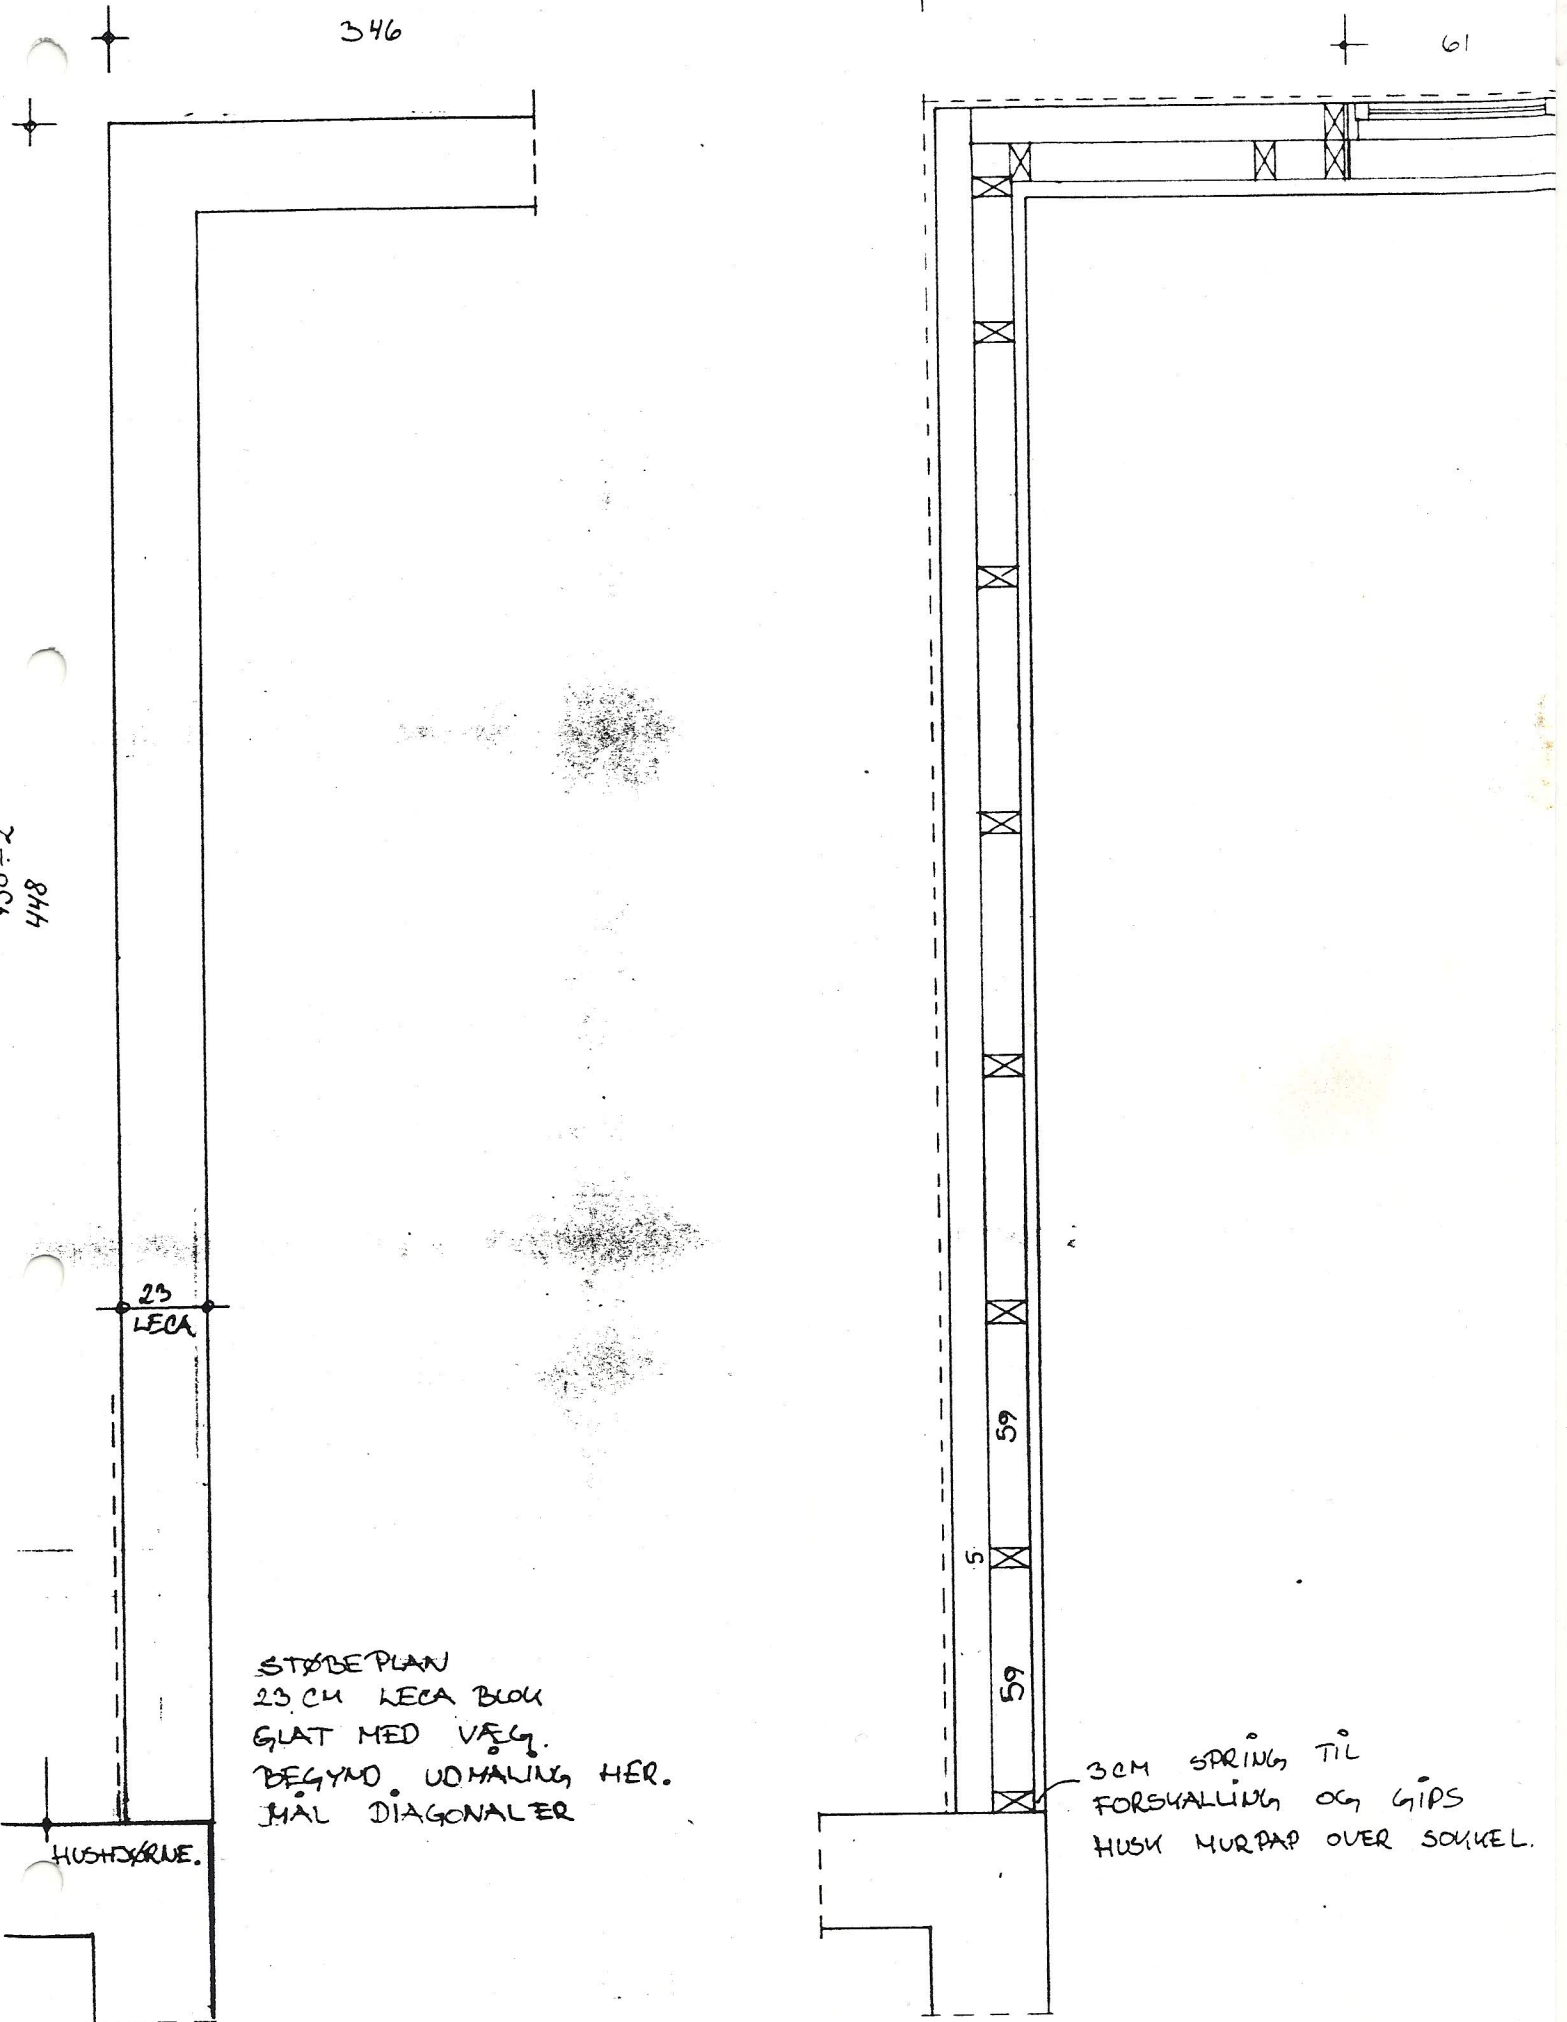 346
61
448
23
LECA
59
5
59
STØBEPLAN
23 CM LECA BLOK
GLAT MED VÆG.
BEGYND UDMÅLING HER.
MÅL DIAGONALER
HUSHJØRNE.
3CM SPRING TIL
FORSKALLING OG GIPS
HUSK MURPAP OVER SOKKEL.